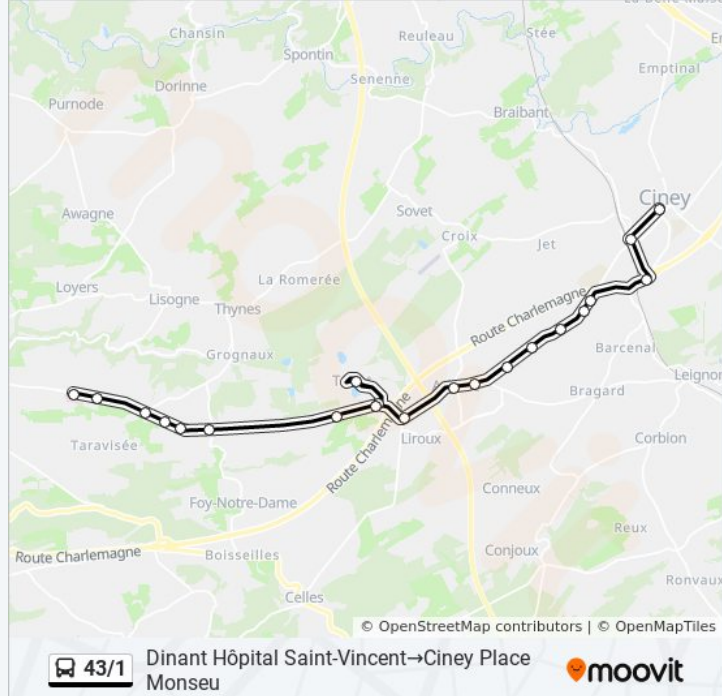 Chansin
Reuleau
Stée
Spontin
Emptinal
Dorinne
Senenne
Purnode
Braibant
Ciney
Awagne
Sovet
Croix
Jet
La Romerée
Loyers
Lisogne
Thynes
Route Charlemagne
Grognaux
Barcenal
Leignon
Bragard
Taravisée
Liroux
Corbion
Route Charlemagne
Foy-Notre-Dame
Conneux
Reux
Route Charlemagne
Boisseilles
Conjoux
Ronvaux
Celles
© OpenStreetMap contributors | © OpenMapTiles
43/1
Dinant Hôpital Saint-Vincent→Ciney Place
Monseu
moovit